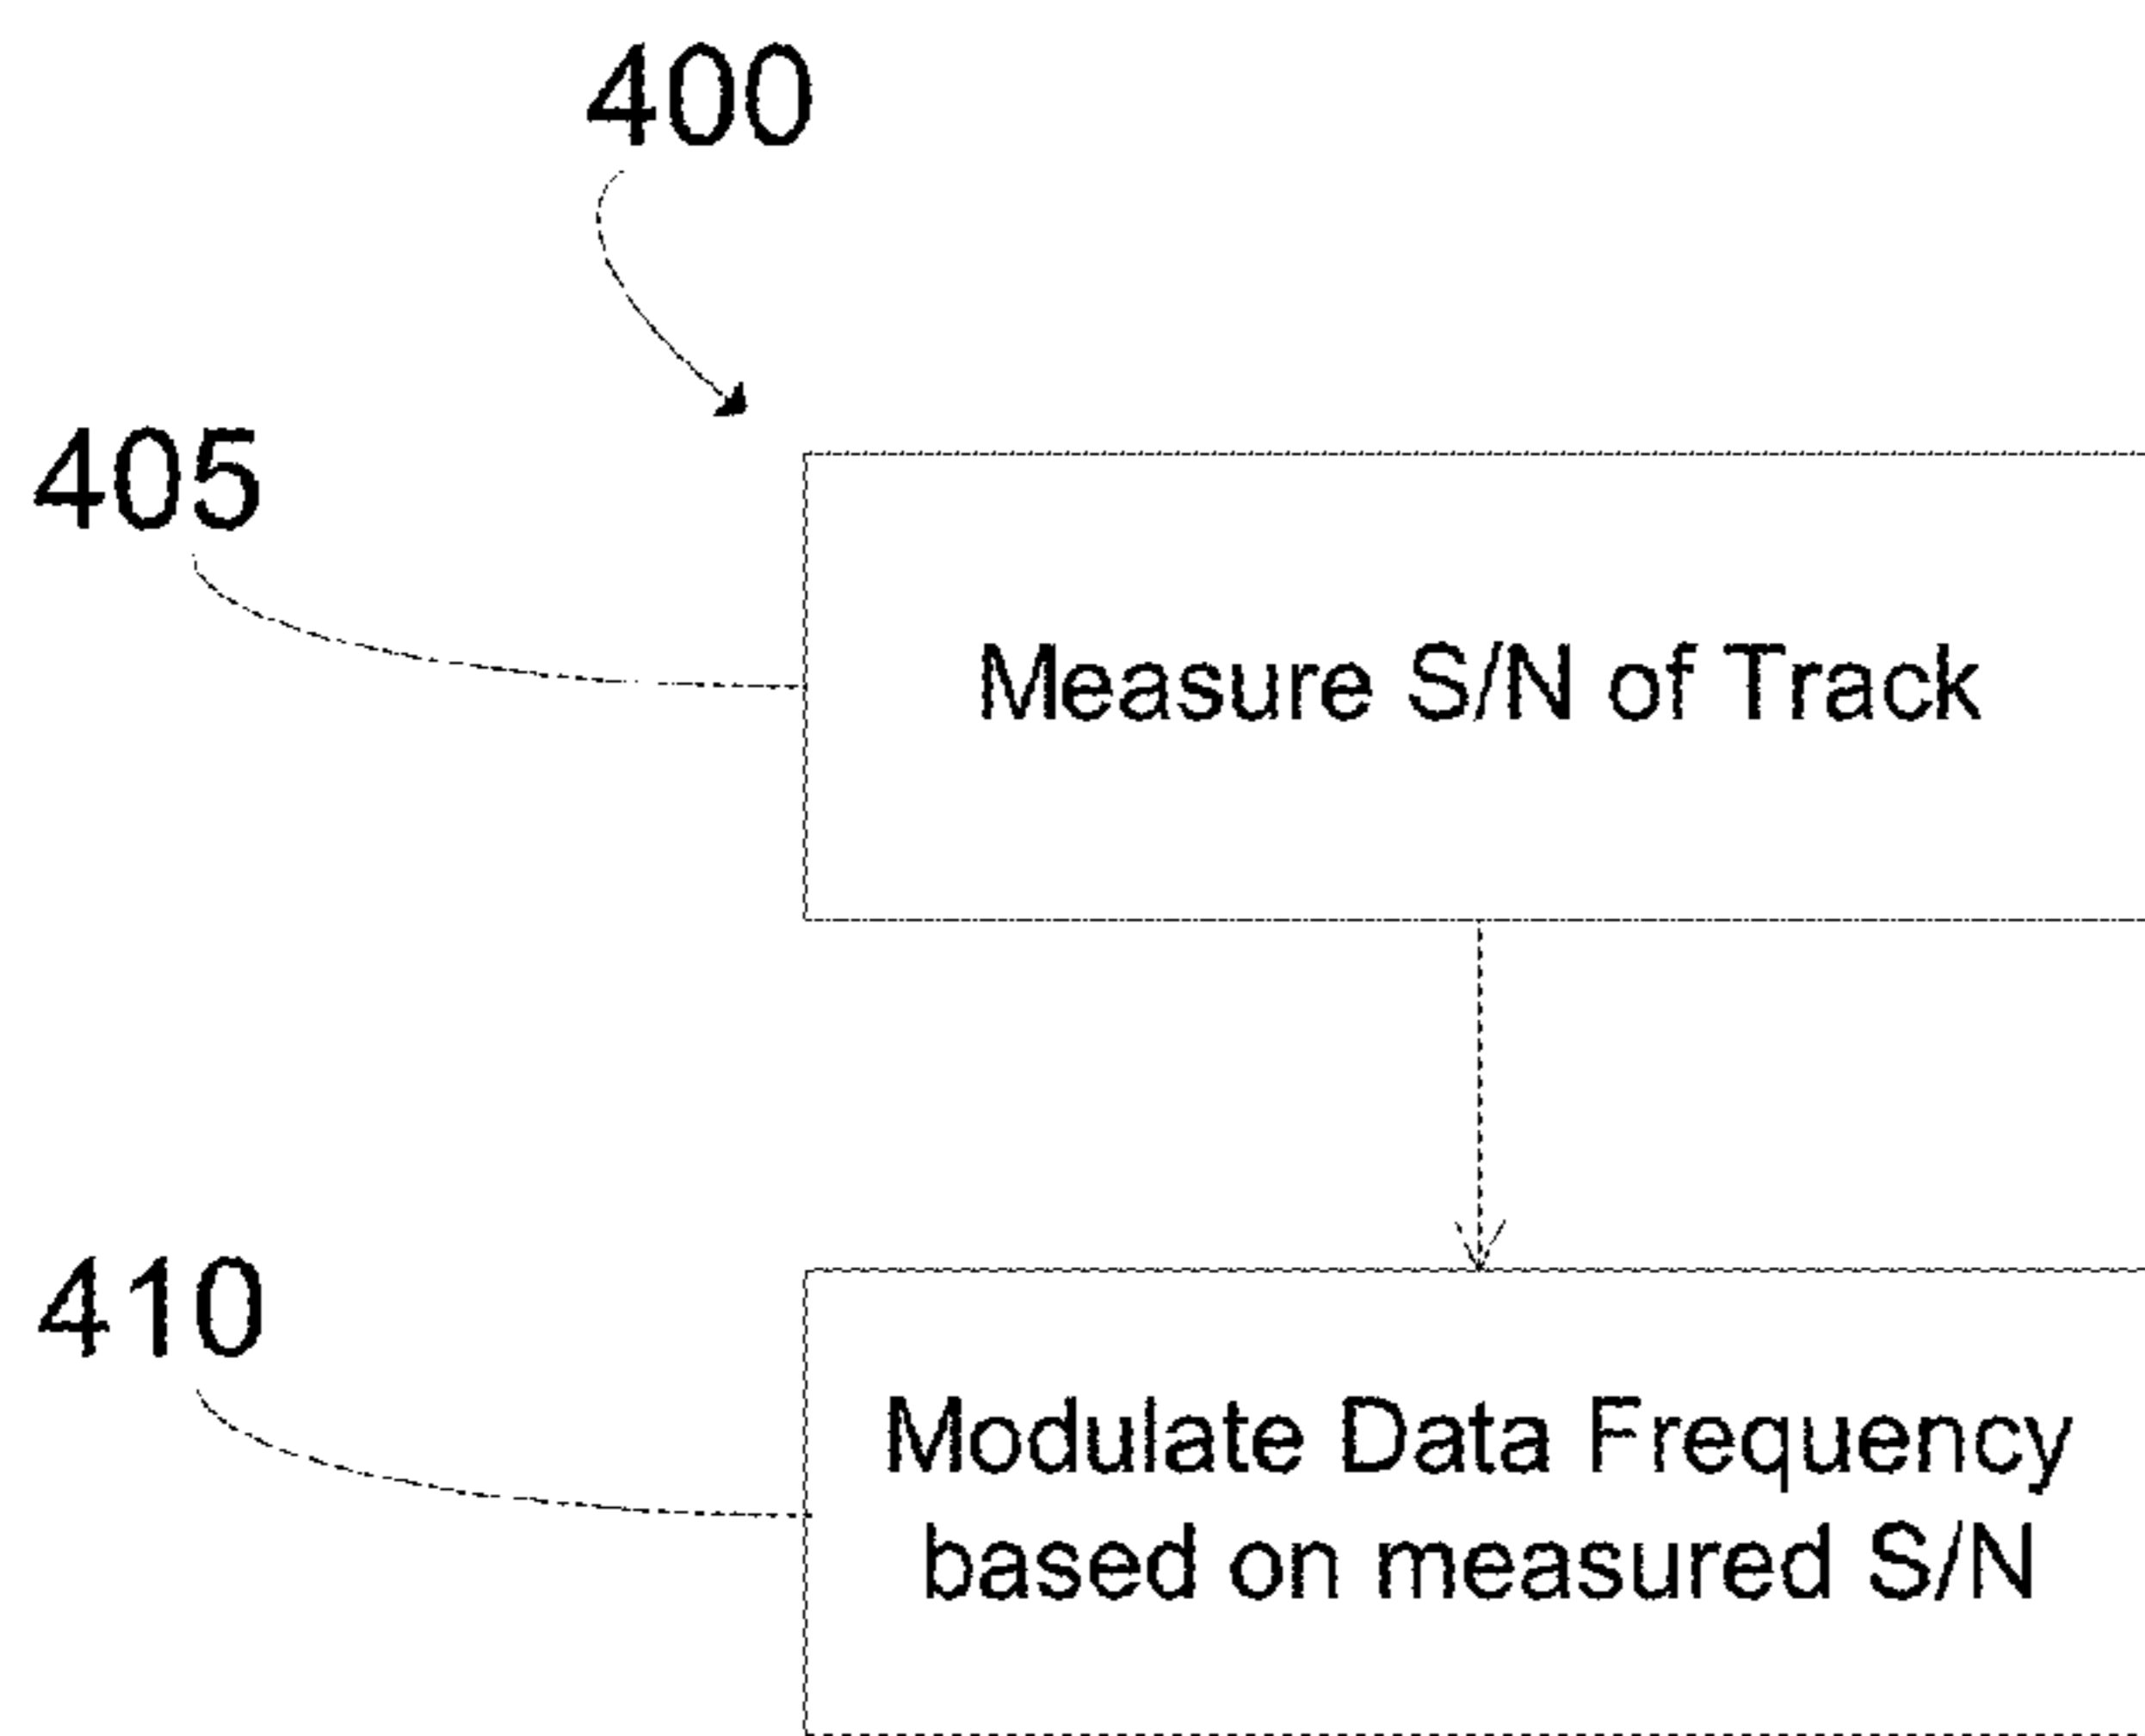 400
405
Measure S/N of Track
410
Modulate Data Frequency
based on measured S/N